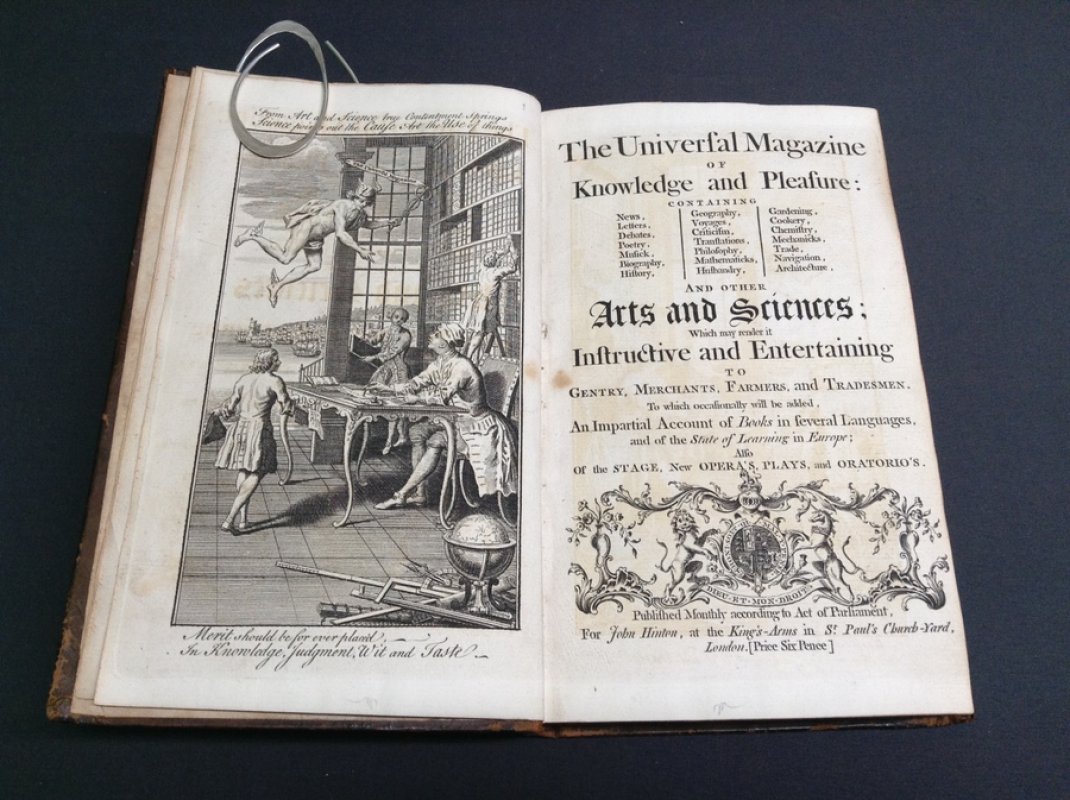 From Art and Science true Contentment Springs
Science points out the Cause Art the Use of things
Merit should be for ever plac'd
In Knowledge, Judgment, Wit and Taste
The Univerſal Magazine
OF
Knowledge and Pleaſure:
CONTAINING
News,
Letters,
Debates,
Poetry,
Muſick,
Biography,
Hiſtory,
Geography,
Voyages,
Criticiſm,
Tranſlations,
Philoſophy,
Mathematicks,
Huſbandry,
Gardening,
Cookery,
Chemiſtry,
Mechanicks,
Trade,
Navigation,
Architecture,
AND OTHER
Arts and Sciences;
Which may render it
Inſtructive and Entertaining
TO
GENTRY, MERCHANTS, FARMERS, and TRADESMEN,
To which occaſionally will be added,
An Impartial Account of Books in ſeveral Languages,
and of the State of Learning in Europe;
Alſo
Of the STAGE, New OPERA'S, PLAYS, and ORATORIO'S.
DIEU·ET·MON·DROIT
Publiſhed Monthly according to Act of Parliament,
For John Hinton, at the King's-Arms in St. Paul's Church-Yard,
London. [Price Six Pence]